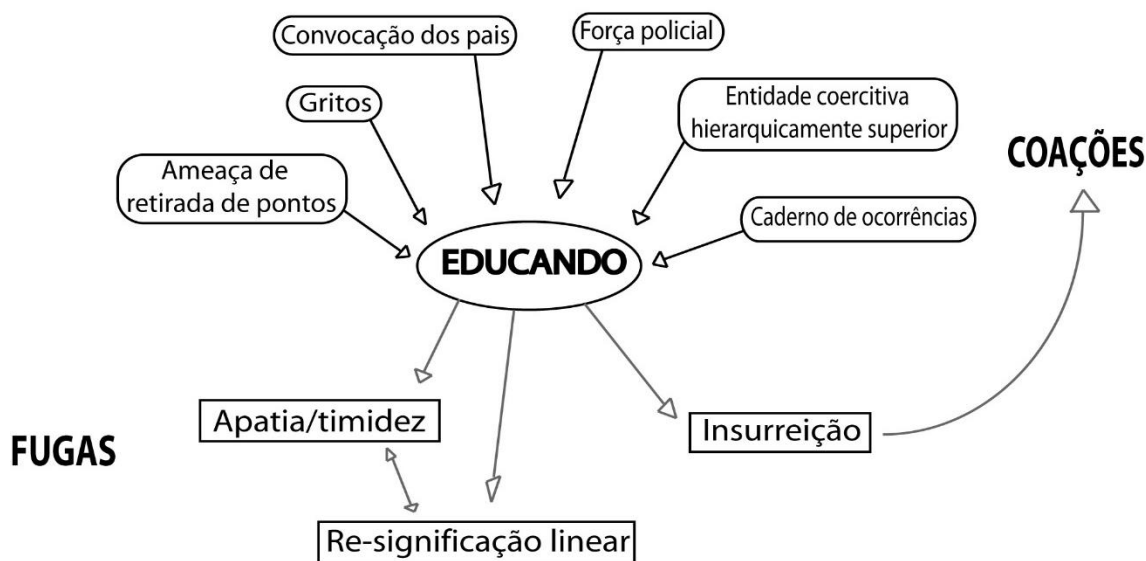 Convocação dos pais
Força policial
Gritos
Entidade coercitiva
hierarquicamente superior
COAÇÕES
Ameaça de
retirada de pontos
Caderno de ocorrências
EDUCANDO
Apatia/timidez
Insurreição
FUGAS
Re-significação linear